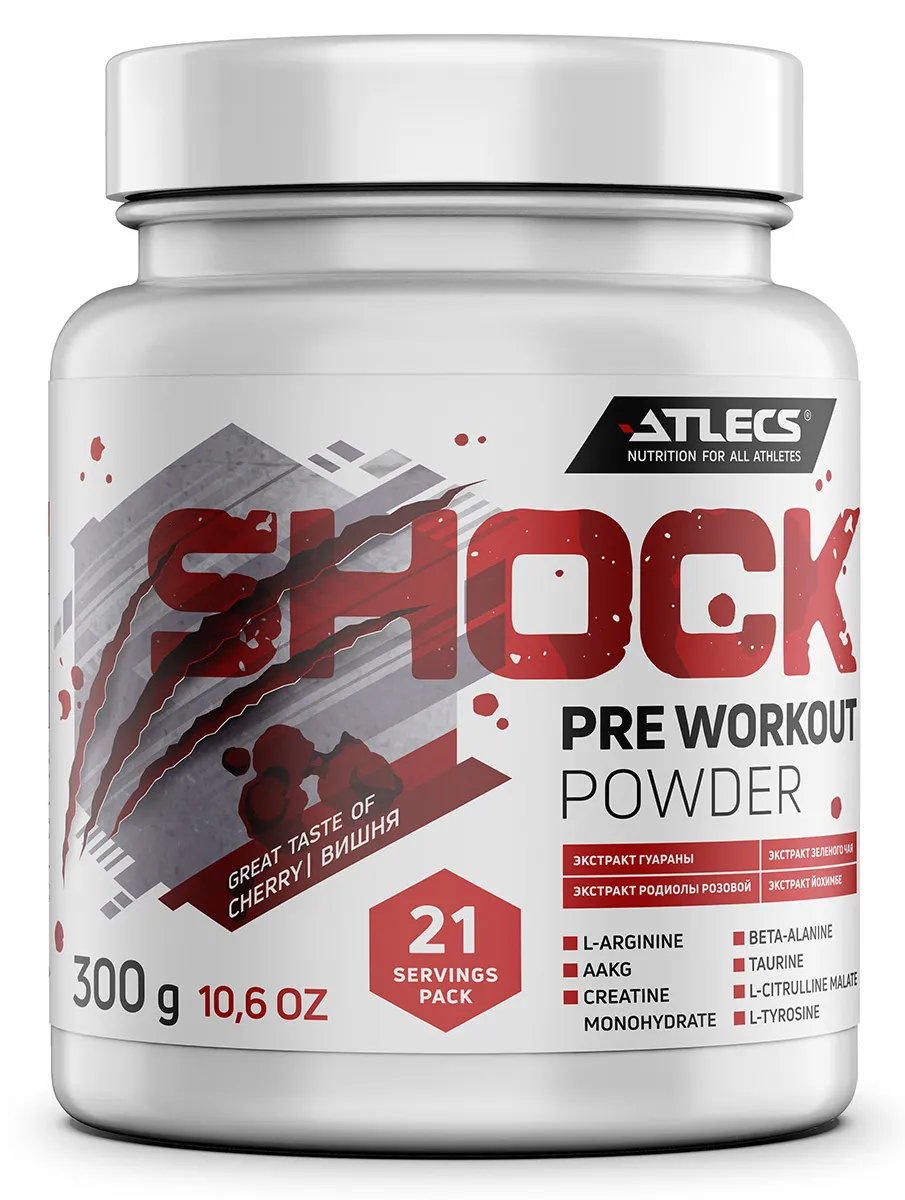 ATLECS®
NUTRITION FOR ALL ATHLETES
SHOCK
PRE WORKOUT
POWDER
GREAT TASTE OF
CHERRY | ВИШНЯ
ЭКСТРАКТ ГУАРАНЫ
ЭКСТРАКТ ЗЕЛЕНОГО ЧАЯ
ЭКСТРАКТ РОДИОЛЫ РОЗОВОЙ
ЭКСТРАКТ ЙОХИМБЕ
21
SERVINGS
PACK
300 g 10,6 OZ
L-ARGININE
AAKG
CREATINE
MONOHYDRATE
BETA-ALANINE
TAURINE
L-CITRULLINE MALATE
L-TYROSINE